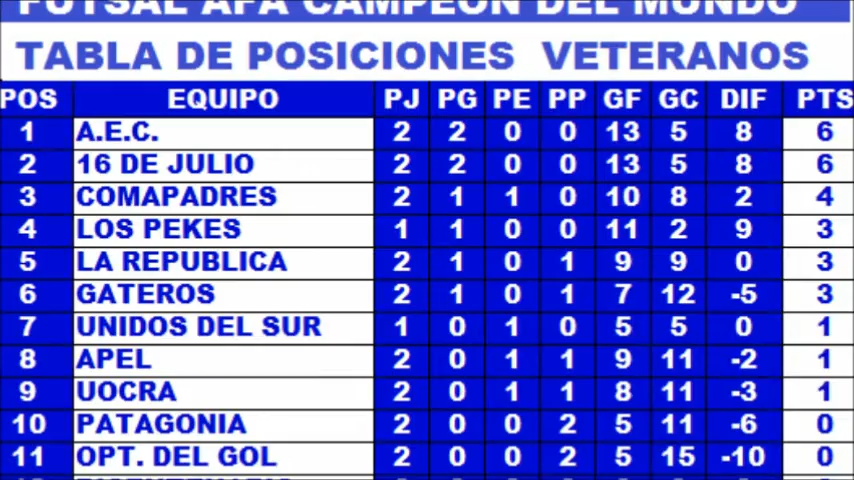 FUTSAL AFA CAMPEON DEL MUNDO
TABLA DE POSICIONES VETERANOS
POS EQUIPO PJ PG PE PP GF GC DIF PTS
1 A.E.C. 2 2 0 0 13 5 8 6
2 16 DE JULIO 2 2 0 0 13 5 8 6
3 COMAPADRES 2 1 1 0 10 8 2 4
4 LOS PEKES 1 1 0 0 11 2 9 3
5 LA REPUBLICA 2 1 0 1 9 9 0 3
6 GATEROS 2 1 0 1 7 12 -5 3
7 UNIDOS DEL SUR 1 0 1 0 5 5 0 1
8 APEL 2 0 1 1 9 11 -2 1
9 UOCRA 2 0 1 1 8 11 -3 1
10 PATAGONIA 2 0 0 2 5 11 -6 0
11 OPT. DEL GOL 2 0 0 2 5 15 -10 0